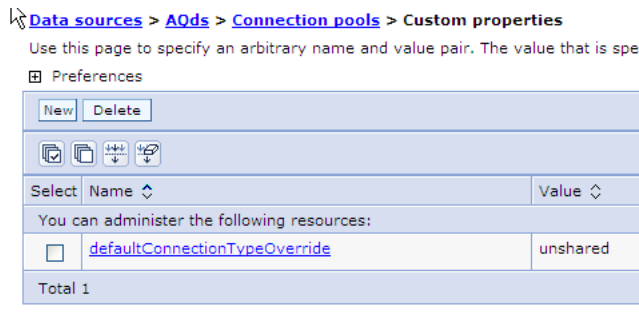 Data sources > AQds > Connection pools > Custom properties
Use this page to specify an arbitrary name and value pair. The value that is spe
Preferences
New Delete
Select Name Value
You can administer the following resources:
defaultConnectionTypeOverride unshared
Total 1